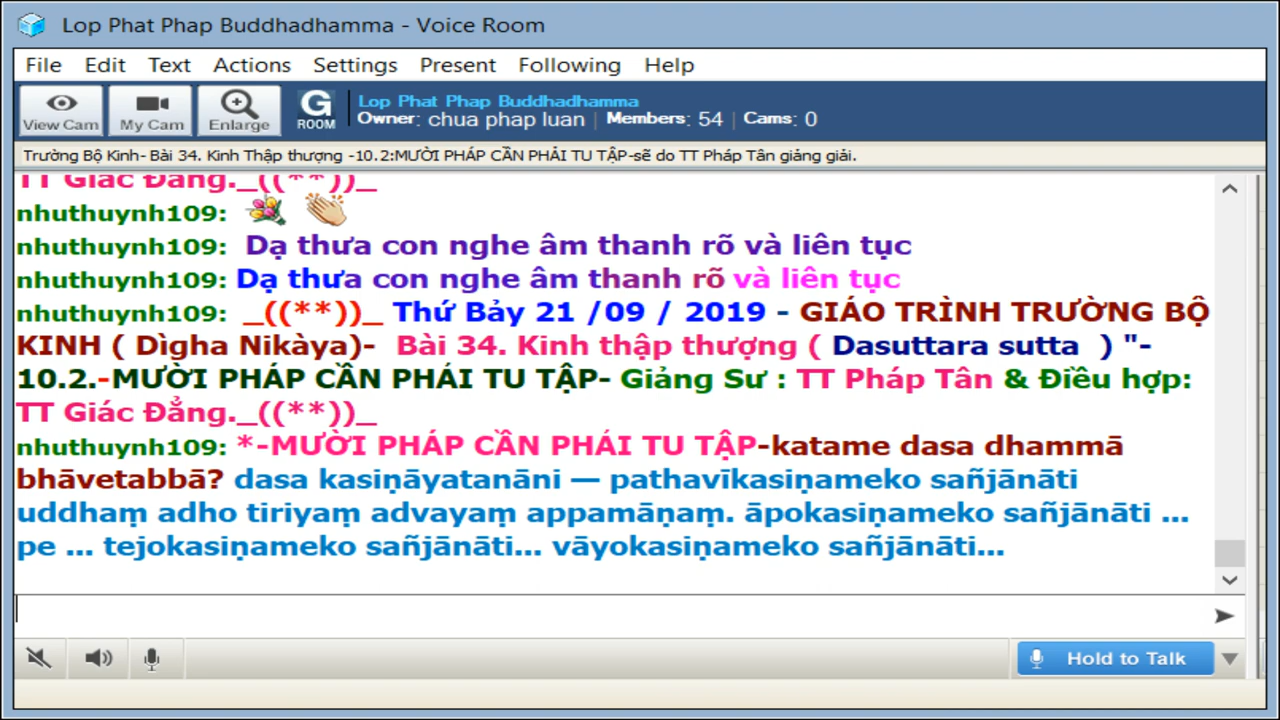 Lop Phat Phap Buddhadhamma - Voice Room
File Edit Text Actions Settings Present Following Help
View Cam My Cam Enlarge G ROOM
Lop Phat Phap Buddhadhamma
Owner: chua phap luan | Members: 54 | Cams: 0
Trường Bộ Kinh- Bài 34. Kinh Thập thượng -10.2:MƯỜI PHÁP CẦN PHẢI TU TẬP-sẽ do TT Pháp Tân giảng giải.
TT Giác Đẳng._((**))_
nhuthuynh109:
nhuthuynh109: Dạ thưa con nghe âm thanh rõ và liên tục
nhuthuynh109: Dạ thưa con nghe âm thanh rõ và liên tục
nhuthuynh109: _((**))_ Thứ Bảy 21 /09 / 2019 - GIÁO TRÌNH TRƯỜNG BỘ
KINH ( Dìgha Nikàya)- Bài 34. Kinh thập thượng ( Dasuttara sutta ) "-
10.2.-MƯỜI PHÁP CẦN PHÁI TU TẬP- Giảng Sư : TT Pháp Tân & Điều hợp:
TT Giác Đẳng._((**))_
nhuthuynh109: *-MƯỜI PHÁP CẦN PHÁI TU TẬP-katame dasa dhammā
bhāvetabbā? dasa kasiṇāyatanāni — pathavīkasiṇameko sañjānāti
uddhaṃ adho tiriyaṃ advayaṃ appamāṇaṃ. āpokasiṇameko sañjānāti ...
pe ... tejokasiṇameko sañjānāti... vāyokasiṇameko sañjānāti...
Hold to Talk